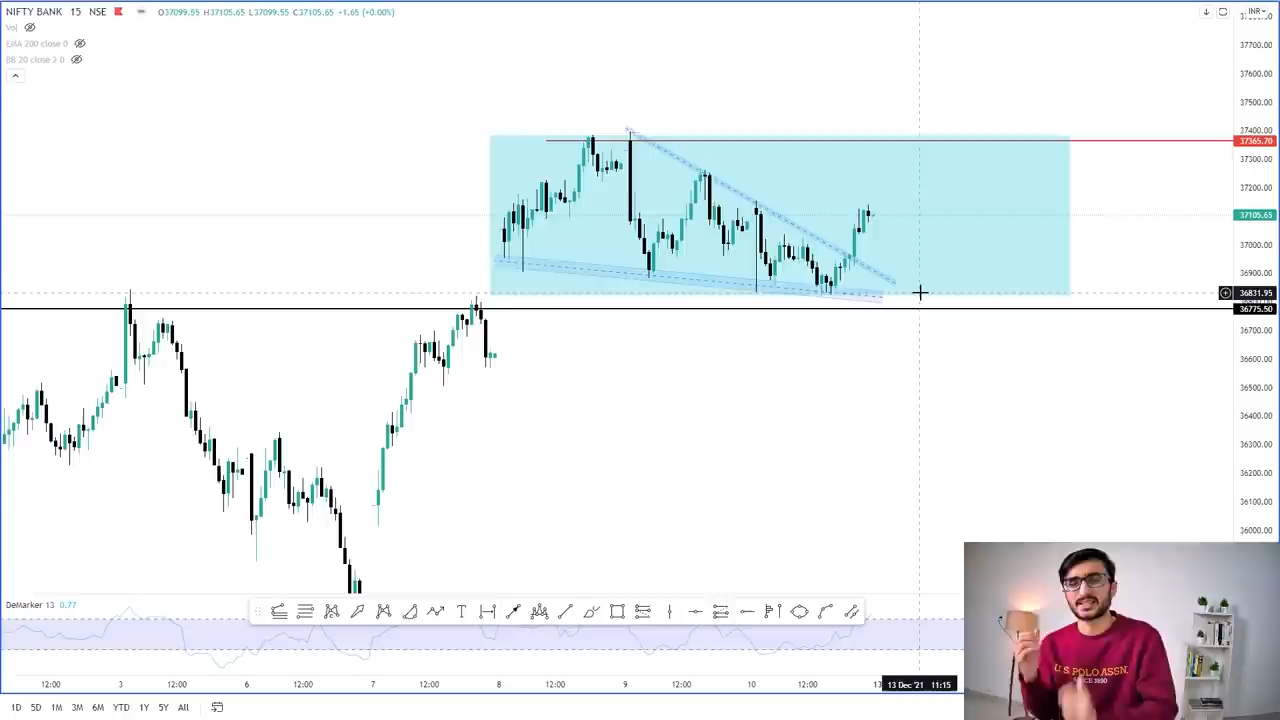 NIFTY BANK 15 NSE O37099.55 H37105.65 L37099.55 C37105.65 +1.65 (+0.00%)
Vol
EMA 200 close 0
BB 20 close 2 0
INR
37700.00
37600.00
37500.00
37400.00
37365.70
37300.00
37200.00
37105.65
37000.00
36900.00
36831.95
36775.50
36700.00
36600.00
36500.00
36400.00
36300.00
36200.00
36100.00
36000.00
DeMarker 13 0.77
12:00 3 12:00 6 12:00 7 12:00 8 12:00 9 12:00 10 12:00 13 Dec '21 11:15
1D 5D 1M 3M 6M YTD 1Y 5Y All
U.S. POLO ASSN.
SINCE 1890